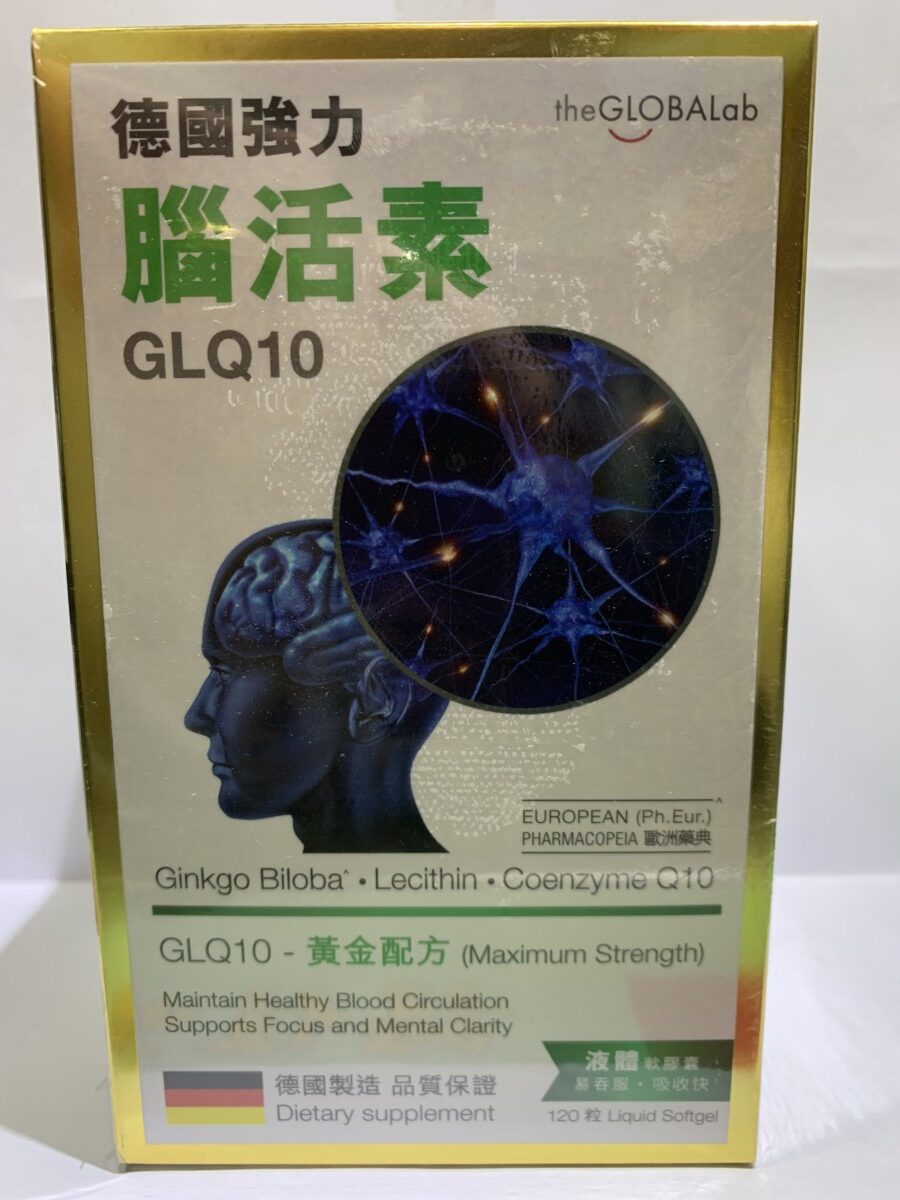 德國強力
theGLOBALab
腦活素
GLQ10
EUROPEAN (Ph.Eur.)^
PHARMACOPEIA 歐洲藥典
Ginkgo Biloba^ • Lecithin • Coenzyme Q10
GLQ10 - 黃金配方 (Maximum Strength)
Maintain Healthy Blood Circulation
Supports Focus and Mental Clarity
液體 軟膠囊
易吞服・吸收快
德國製造 品質保證
Dietary supplement
120 粒 Liquid Softgel